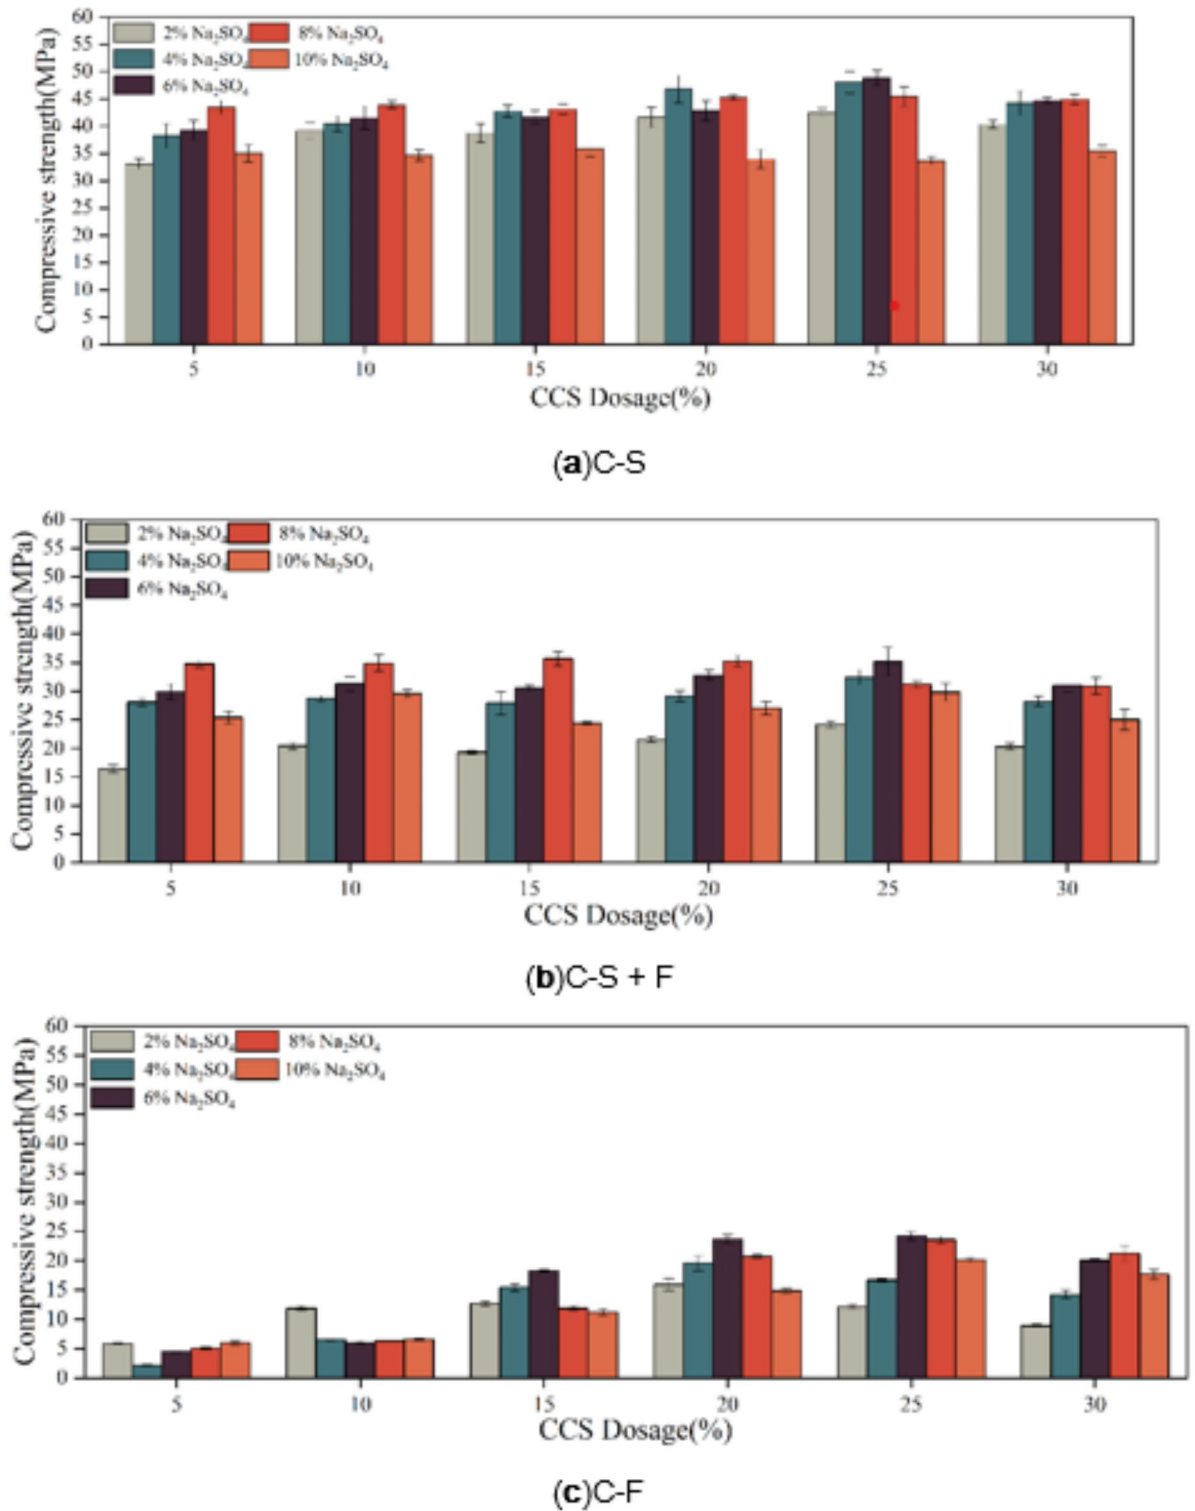 60
55
50
45
40
35
30
25
20
15
10
5
0
Compressive strength(MPa)
2% Na₂SO₄ 8% Na₂SO₄
4% Na₂SO₄ 10% Na₂SO₄
6% Na₂SO₄
5 10 15 20 25 30
CCS Dosage(%)
(a)C-S
60
55
50
45
40
35
30
25
20
15
10
5
0
Compressive strength(MPa)
2% Na₂SO₄ 8% Na₂SO₄
4% Na₂SO₄ 10% Na₂SO₄
6% Na₂SO₄
5 10 15 20 25 30
CCS Dosage(%)
(b)C-S + F
60
55
50
45
40
35
30
25
20
15
10
5
0
Compressive strength(MPa)
2% Na₂SO₄ 8% Na₂SO₄
4% Na₂SO₄ 10% Na₂SO₄
6% Na₂SO₄
5 10 15 20 25 30
CCS Dosage(%)
(c)C-F